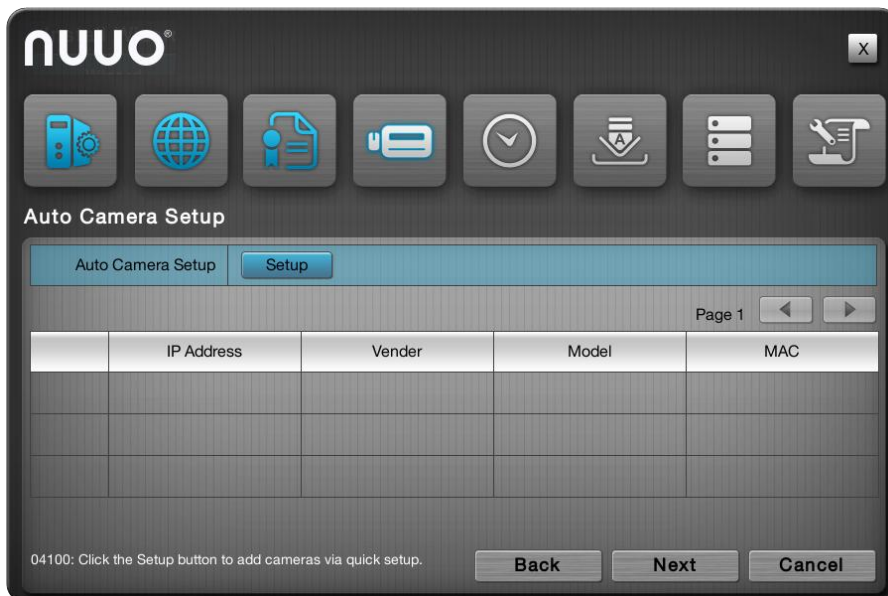 nuuo®
X
A
Auto Camera Setup
Auto Camera Setup Setup
Page 1
IP Address Vender Model MAC
04100: Click the Setup button to add cameras via quick setup.
Back Next Cancel